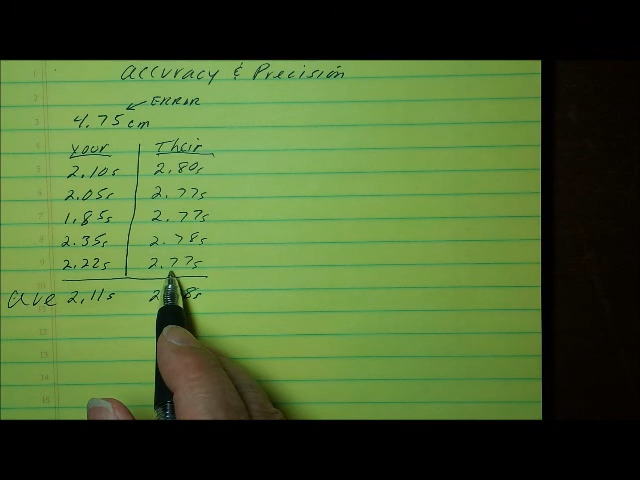 Accuracy & Precision
ERROR
4.75 cm
Your Their
2.10s 2.80s
2.05s 2.77s
1.85s 2.77s
2.35s 2.78s
2.22s 2.77s
ave 2.11s